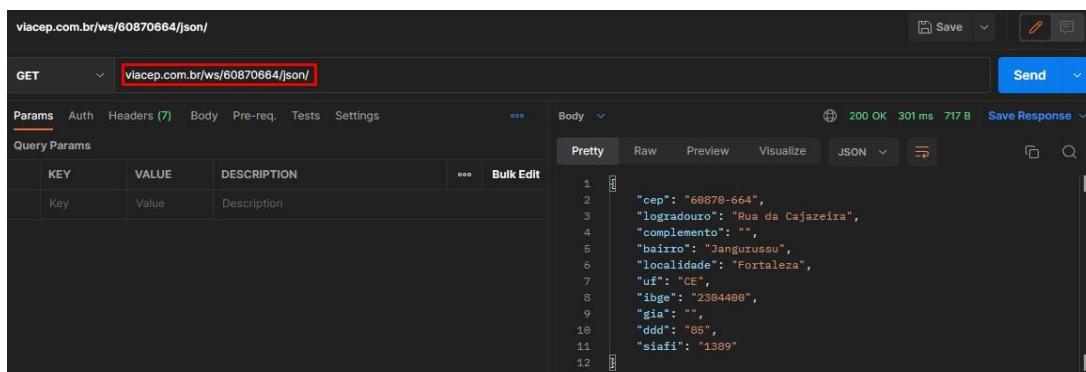 viacep.com.br/ws/60870664/json/
Save
GET
viacep.com.br/ws/60870664/json/
Send
Params Auth Headers (7) Body Pre-req. Tests Settings
Query Params
KEY VALUE DESCRIPTION Bulk Edit
Key Value Description
Body 200 OK 301 ms 717 B Save Response
Pretty Raw Preview Visualize JSON
1 {
2 "cep": "60870-664",
3 "logradouro": "Rua da Cajazeira",
4 "complemento": "",
5 "bairro": "Jangurussu",
6 "localidade": "Fortaleza",
7 "uf": "CE",
8 "ibge": "2304400",
9 "gia": "",
10 "ddd": "85",
11 "siafi": "1389"
12 }